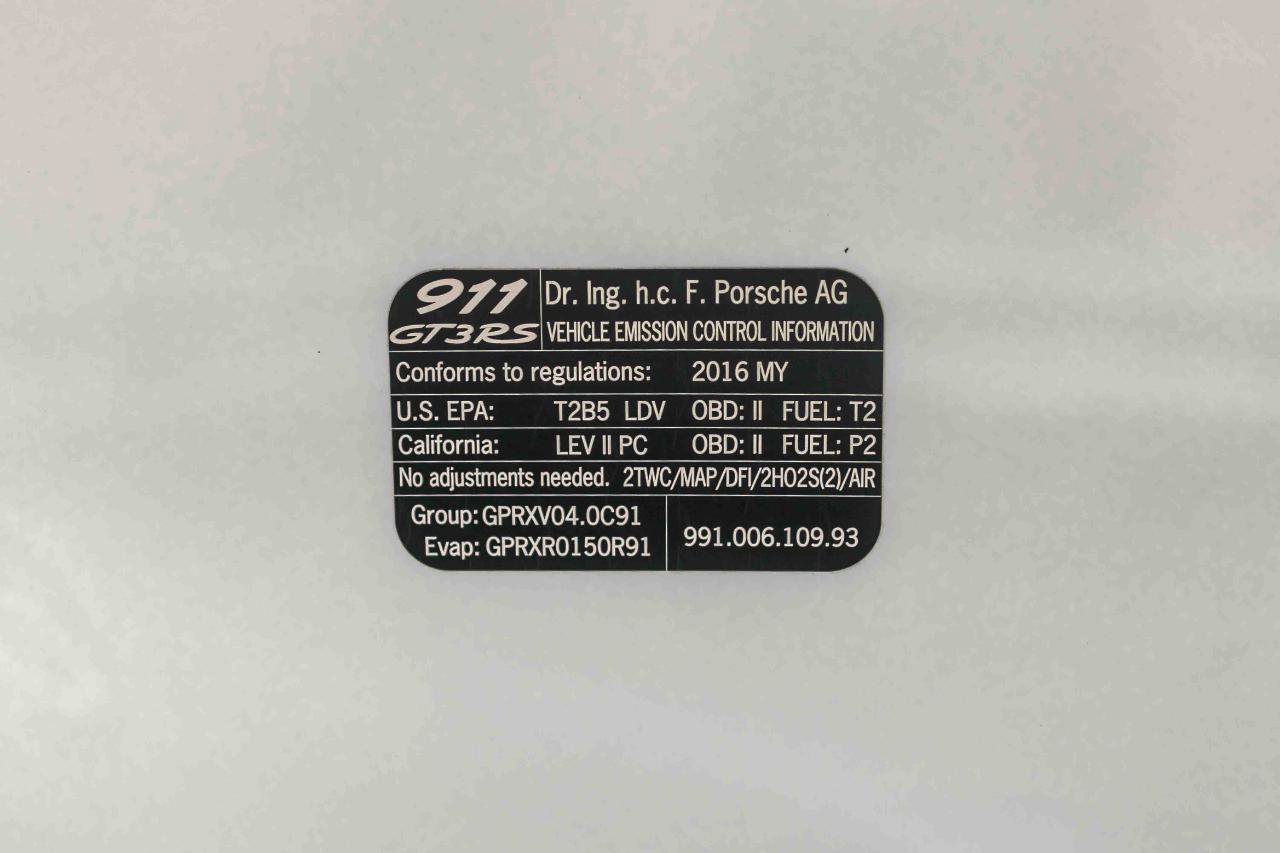 911 Dr. Ing. h.c. F. Porsche AG
GT3RS VEHICLE EMISSION CONTROL INFORMATION
Conforms to regulations: 2016 MY
U.S. EPA: T2B5 LDV OBD: II FUEL: T2
California: LEV II PC OBD: II FUEL: P2
No adjustments needed. 2TWC/MAP/DFI/2HO2S(2)/AIR
Group: GPRXV04.0C91
Evap: GPRXR0150R91
991.006.109.93